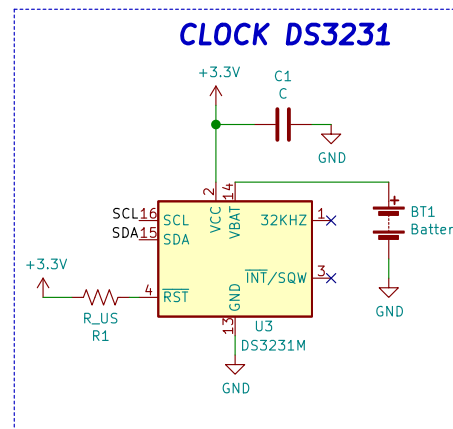 CLOCK DS3231
+3.3V
C1
C
GND
2
14
VCC
VBAT
SCL 16 SCL
SDA 15 SDA
32KHZ 1
BT1
Batter
+3.3V
INT/SQW 3
4 RST
GND
GND
R_US
R1
13
U3
DS3231M
GND